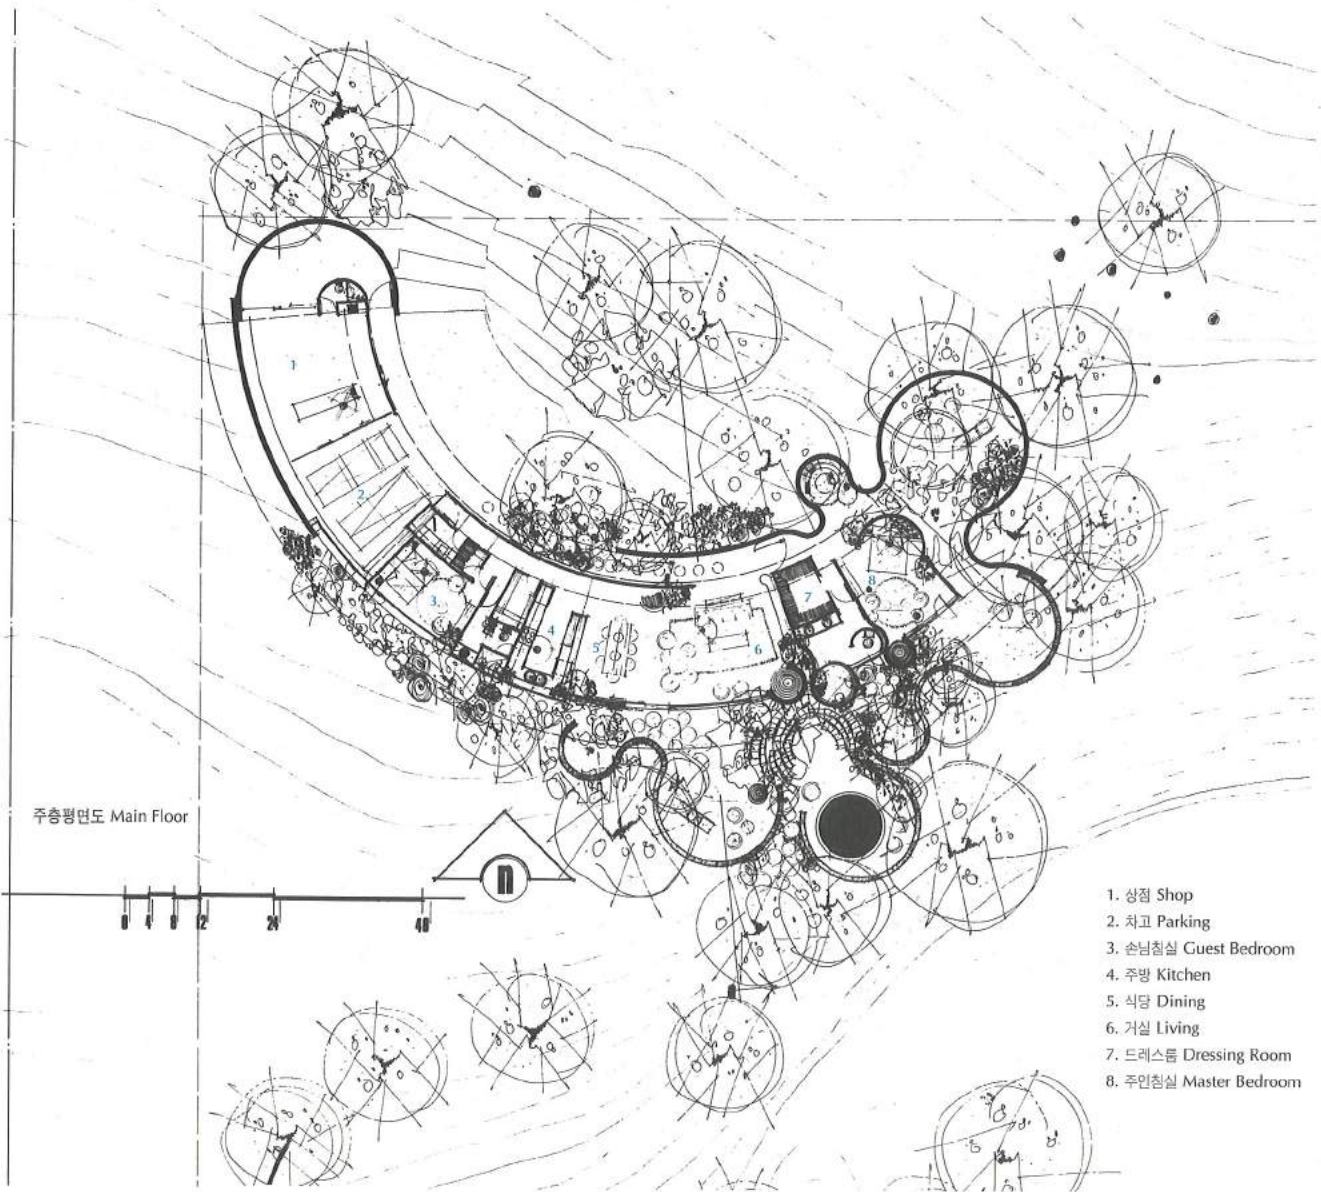 1
2
3
4
5
6
7
8
주층평면도 Main Floor
n
0 4 8 12 24 48
1. 상점 Shop
2. 차고 Parking
3. 손님침실 Guest Bedroom
4. 주방 Kitchen
5. 식당 Dining
6. 거실 Living
7. 드레스룸 Dressing Room
8. 주인침실 Master Bedroom